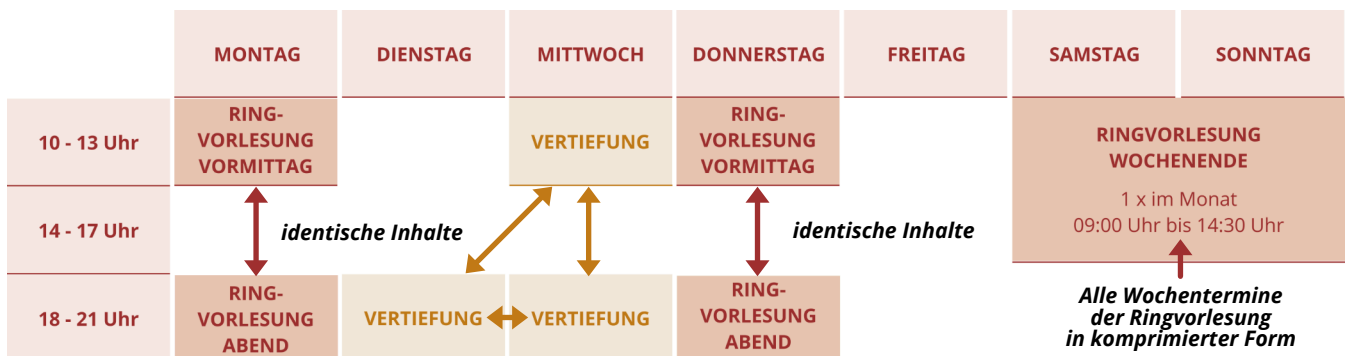 MONTAG DIENSTAG MITTWOCH DONNERSTAG FREITAG SAMSTAG SONNTAG
10 - 13 Uhr
RING-
VORLESUNG
VORMITTAG
VERTIEFUNG
RING-
VORLESUNG
VORMITTAG
RINGVORLESUNG
WOCHENENDE
1 x im Monat
09:00 Uhr bis 14:30 Uhr
14 - 17 Uhr
identische Inhalte
identische Inhalte
18 - 21 Uhr
RING-
VORLESUNG
ABEND
VERTIEFUNG
VERTIEFUNG
RING-
VORLESUNG
ABEND
Alle Wochentermine
der Ringvorlesung
in komprimierter Form